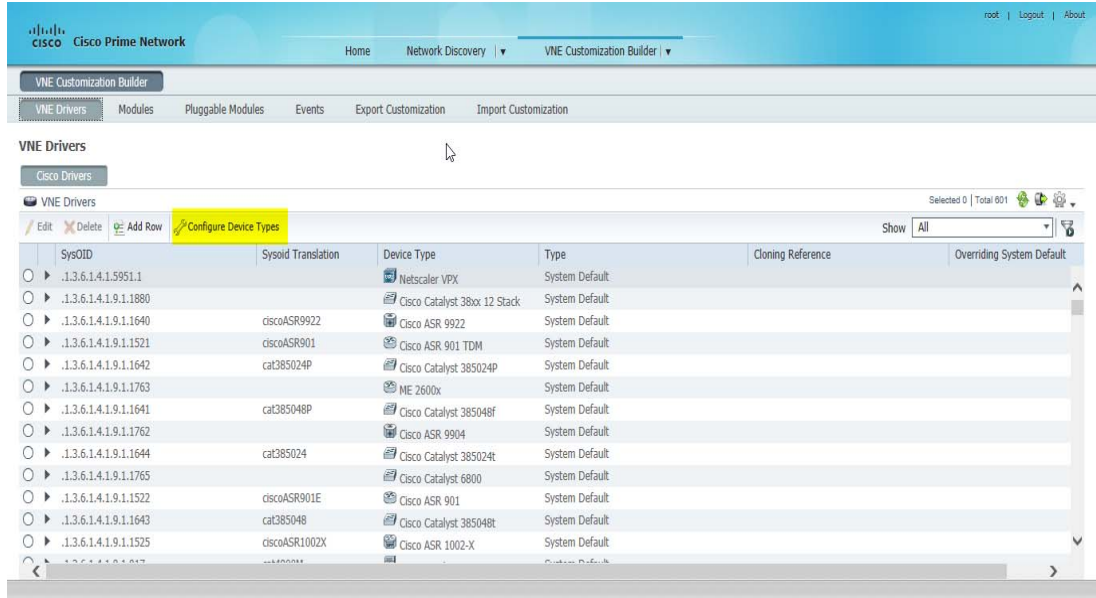 root | Logout | About
CISCO Cisco Prime Network
Home Network Discovery | VNE Customization Builder |
VNE Customization Builder
VNE Drivers Modules Pluggable Modules Events Export Customization Import Customization
VNE Drivers
Cisco Drivers
VNE Drivers Selected 0 | Total 601
Edit Delete Add Row Configure Device Types Show All
SysOID Sysoid Translation Device Type Type Cloning Reference Overriding System Default
.1.3.6.1.4.1.5951.1 Netscaler VPX System Default
.1.3.6.1.4.1.9.1.1880 Cisco Catalyst 38xx 12 Stack System Default
.1.3.6.1.4.1.9.1.1640 ciscoASR9922 Cisco ASR 9922 System Default
.1.3.6.1.4.1.9.1.1521 ciscoASR901 Cisco ASR 901 TDM System Default
.1.3.6.1.4.1.9.1.1642 cat385024P Cisco Catalyst 385024P System Default
.1.3.6.1.4.1.9.1.1763 ME 2600x System Default
.1.3.6.1.4.1.9.1.1641 cat385048P Cisco Catalyst 385048f System Default
.1.3.6.1.4.1.9.1.1762 Cisco ASR 9904 System Default
.1.3.6.1.4.1.9.1.1644 cat385024 Cisco Catalyst 385024t System Default
.1.3.6.1.4.1.9.1.1765 Cisco Catalyst 6800 System Default
.1.3.6.1.4.1.9.1.1522 ciscoASR901E Cisco ASR 901 System Default
.1.3.6.1.4.1.9.1.1643 cat385048 Cisco Catalyst 385048t System Default
.1.3.6.1.4.1.9.1.1525 ciscoASR1002X Cisco ASR 1002-X System Default